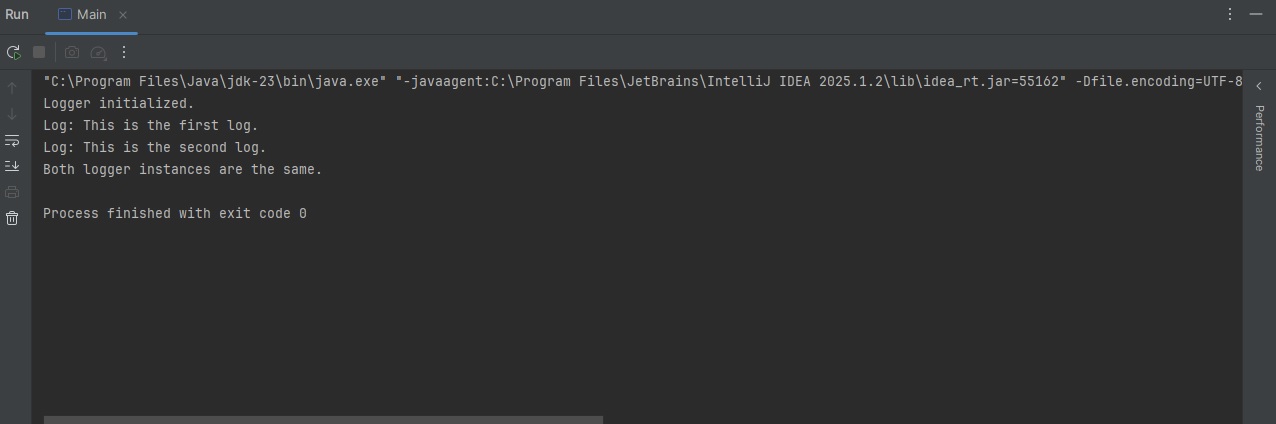 Run Main
"C:\Program Files\Java\jdk-23\bin\java.exe" "-javaagent:C:\Program Files\JetBrains\IntelliJ IDEA 2025.1.2\lib\idea_rt.jar=55162" -Dfile.encoding=UTF-8
Logger initialized.
Log: This is the first log.
Log: This is the second log.
Both logger instances are the same.
Process finished with exit code 0
Performance